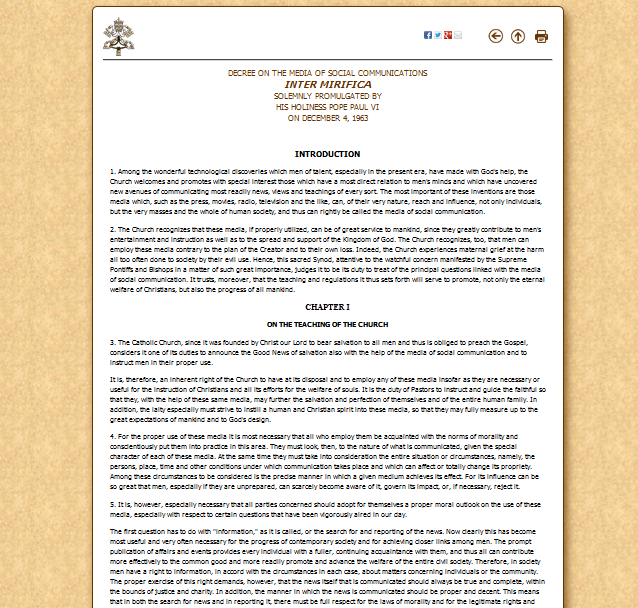 DECREE ON THE MEDIA OF SOCIAL COMMUNICATIONS
INTER MIRIFICA
SOLEMNLY PROMULGATED BY
HIS HOLINESS POPE PAUL VI
ON DECEMBER 4, 1963
INTRODUCTION
1. Among the wonderful technological discoveries which men of talent, especially in the present era, have made with God's help, the
Church welcomes and promotes with special interest those which have a most direct relation to men's minds and which have uncovered
new avenues of communicating most readily news, views and teachings of every sort. The most important of these inventions are those
media which, such as the press, movies, radio, television and the like, can, of their very nature, reach and influence, not only individuals,
but the very masses and the whole of human society, and thus can rightly be called the media of social communication.
2. The Church recognizes that these media, if properly utilized, can be of great service to mankind, since they greatly contribute to men's
entertainment and instruction as well as to the spread and support of the Kingdom of God. The Church recognizes, too, that men can
employ these media contrary to the plan of the Creator and to their own loss. Indeed, the Church experiences maternal grief at the harm
all too often done to society by their evil use. Hence, this sacred Synod, attentive to the watchful concern manifested by the Supreme
Pontiffs and Bishops in a matter of such great importance, judges it to be its duty to treat of the principal questions linked with the media
of social communication. It trusts, moreover, that the teaching and regulations it thus sets forth will serve to promote, not only the eternal
welfare of Christians, but also the progress of all mankind.
CHAPTER I
ON THE TEACHING OF THE CHURCH
3. The Catholic Church, since it was founded by Christ our Lord to bear salvation to all men and thus is obliged to preach the Gospel,
considers it one of its duties to announce the Good News of salvation also with the help of the media of social communication and to
instruct men in their proper use.
It is, therefore, an inherent right of the Church to have at its disposal and to employ any of these media insofar as they are necessary or
useful for the instruction of Christians and all its efforts for the welfare of souls. It is the duty of Pastors to instruct and guide the faithful so
that they, with the help of these same media, may further the salvation and perfection of themselves and of the entire human family. In
addition, the laity especially must strive to instill a human and Christian spirit into these media, so that they may fully measure up to the
great expectations of mankind and to God's design.
4. For the proper use of these media it is most necessary that all who employ them be acquainted with the norms of morality and
conscientiously put them into practice in this area. They must look, then, to the nature of what is communicated, given the special
character of each of these media. At the same time they must take into consideration the entire situation or circumstances, namely, the
persons, place, time and other conditions under which communication takes place and which can affect or totally change its propriety.
Among these circumstances to be considered is the precise manner in which a given medium achieves its effect. For its influence can be
so great that men, especially if they are unprepared, can scarcely become aware of it, govern its impact, or, if necessary, reject it.
5. It is, however, especially necessary that all parties concerned should adopt for themselves a proper moral outlook on the use of these
media, especially with respect to certain questions that have been vigorously aired in our day.
The first question has to do with "information," as it is called, or the search for and reporting of the news. Now clearly this has become
most useful and very often necessary for the progress of contemporary society and for achieving closer links among men. The prompt
publication of affairs and events provides every individual with a fuller, continuing acquaintance with them, and thus all can contribute
more effectively to the common good and more readily promote and advance the welfare of the entire civil society. Therefore, in society
men have a right to information, in accord with the circumstances in each case, about matters concerning individuals or the community.
The proper exercise of this right demands, however, that the news itself that is communicated should always be true and complete, within
the bounds of justice and charity. In addition, the manner in which the news is communicated should be proper and decent. This means
that in both the search for news and in reporting it, there must be full respect for the laws of morality and for the legitimate rights and